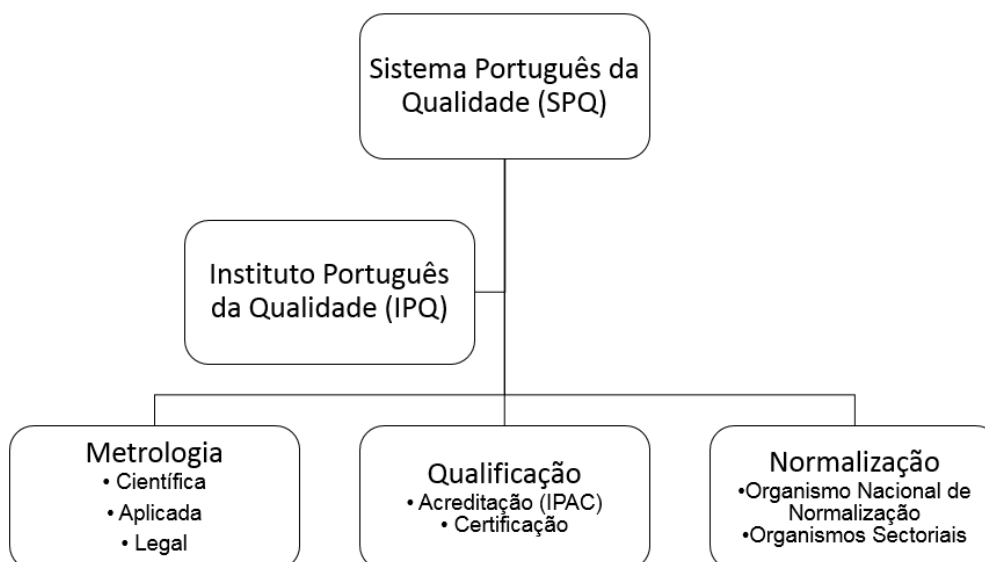 Sistema Português da
Qualidade (SPQ)
Instituto Português
da Qualidade (IPQ)
Metrologia
• Científica
• Aplicada
• Legal
Qualificação
• Acreditação (IPAC)
• Certificação
Normalização
•Organismo Nacional de
Normalização
•Organismos Sectoriais